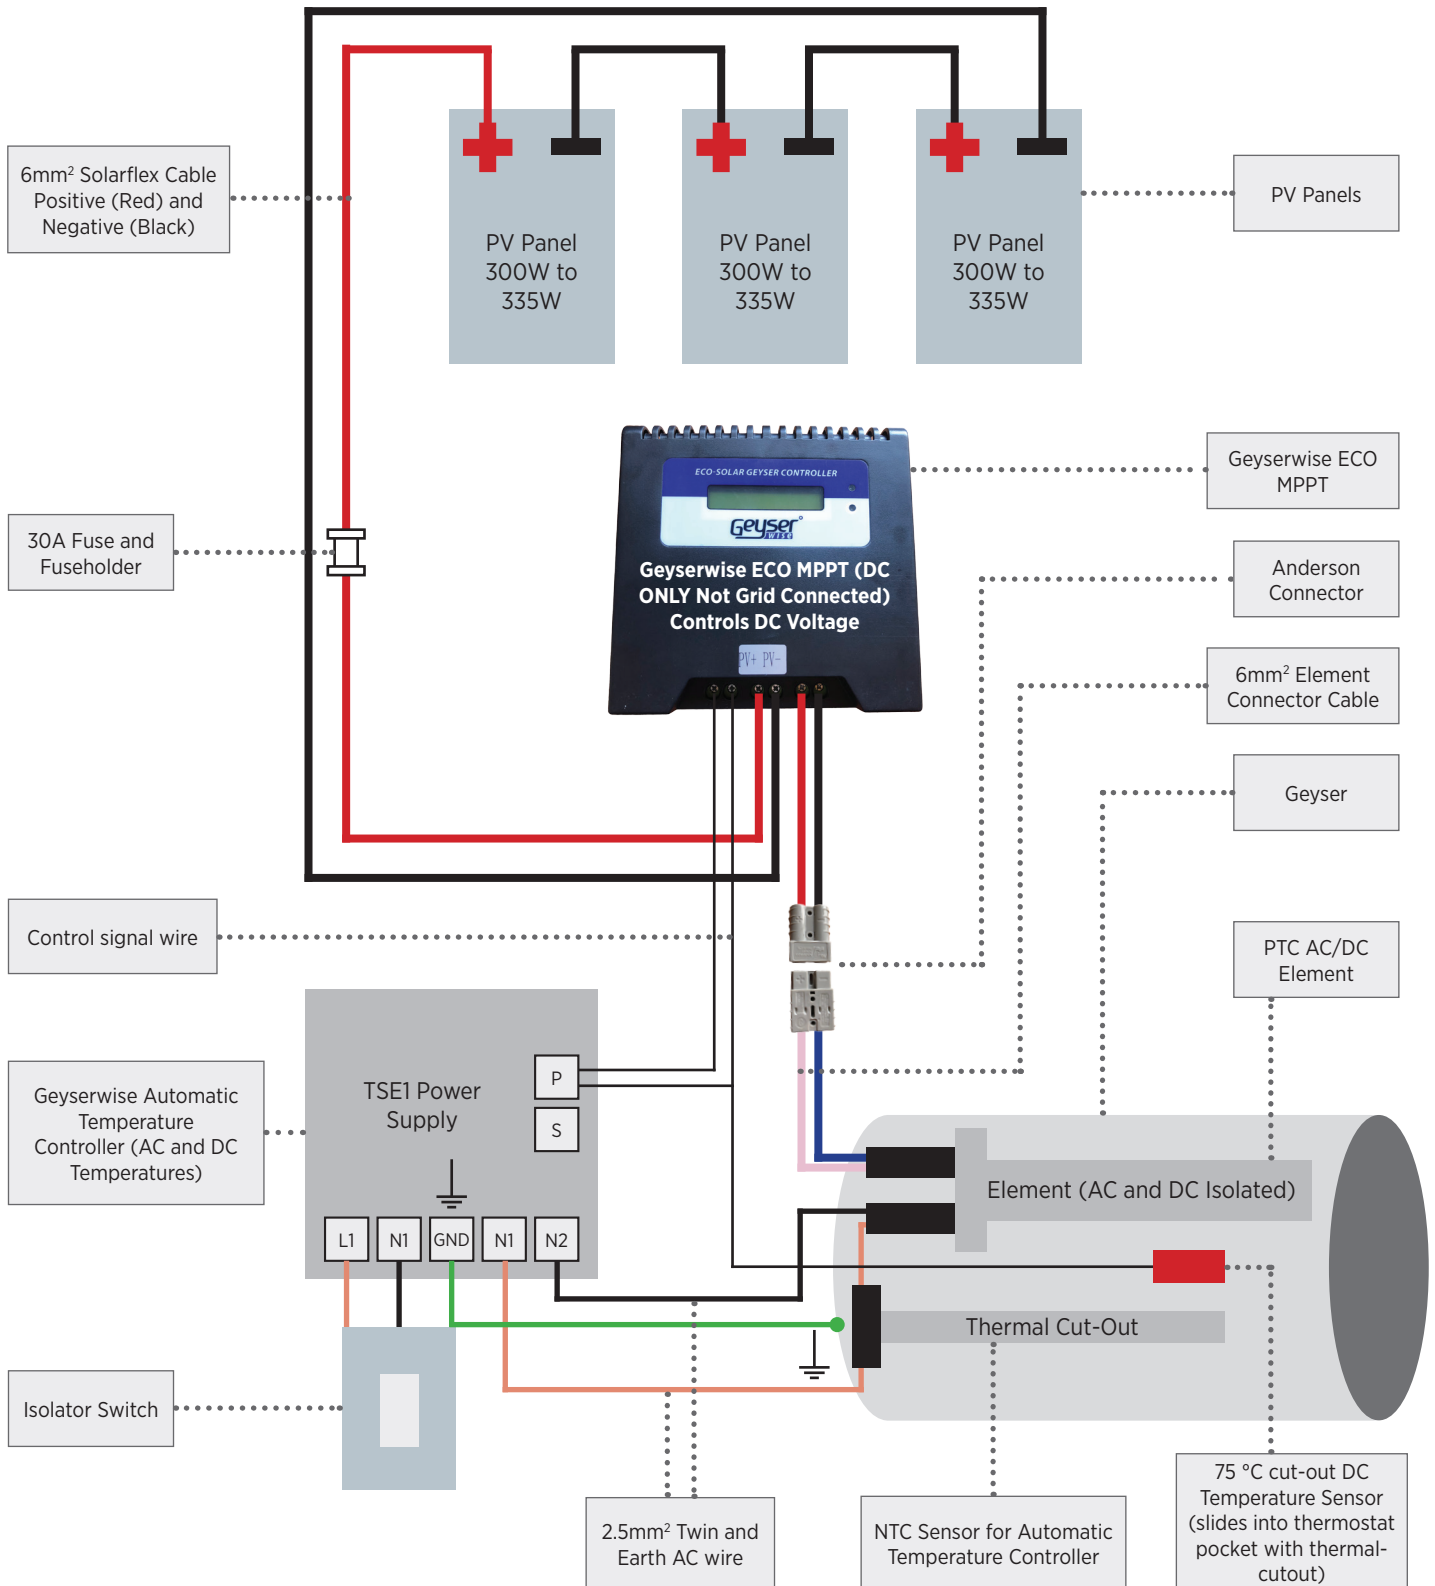 6mm² Solarflex Cable
Positive (Red) and
Negative (Black)
PV Panel
300W to
335W
PV Panel
300W to
335W
PV Panel
300W to
335W
PV Panels
ECO-SOLAR GEYSER CONTROLLER
Geyser
WISE
Geyserwise ECO MPPT (DC
ONLY Not Grid Connected)
Controls DC Voltage
PV+ PV-
Geyserwise ECO
MPPT
30A Fuse and
Fuseholder
Anderson
Connector
6mm² Element
Connector Cable
Geyser
Control signal wire
PTC AC/DC
Element
Geyserwise Automatic
Temperature
Controller (AC and DC
Temperatures)
TSE1 Power
Supply
P
S
L1
N1
GND
N1
N2
Element (AC and DC Isolated)
Thermal Cut-Out
Isolator Switch
2.5mm² Twin and
Earth AC wire
NTC Sensor for Automatic
Temperature Controller
75 °C cut-out DC
Temperature Sensor
(slides into thermostat
pocket with thermal-
cutout)